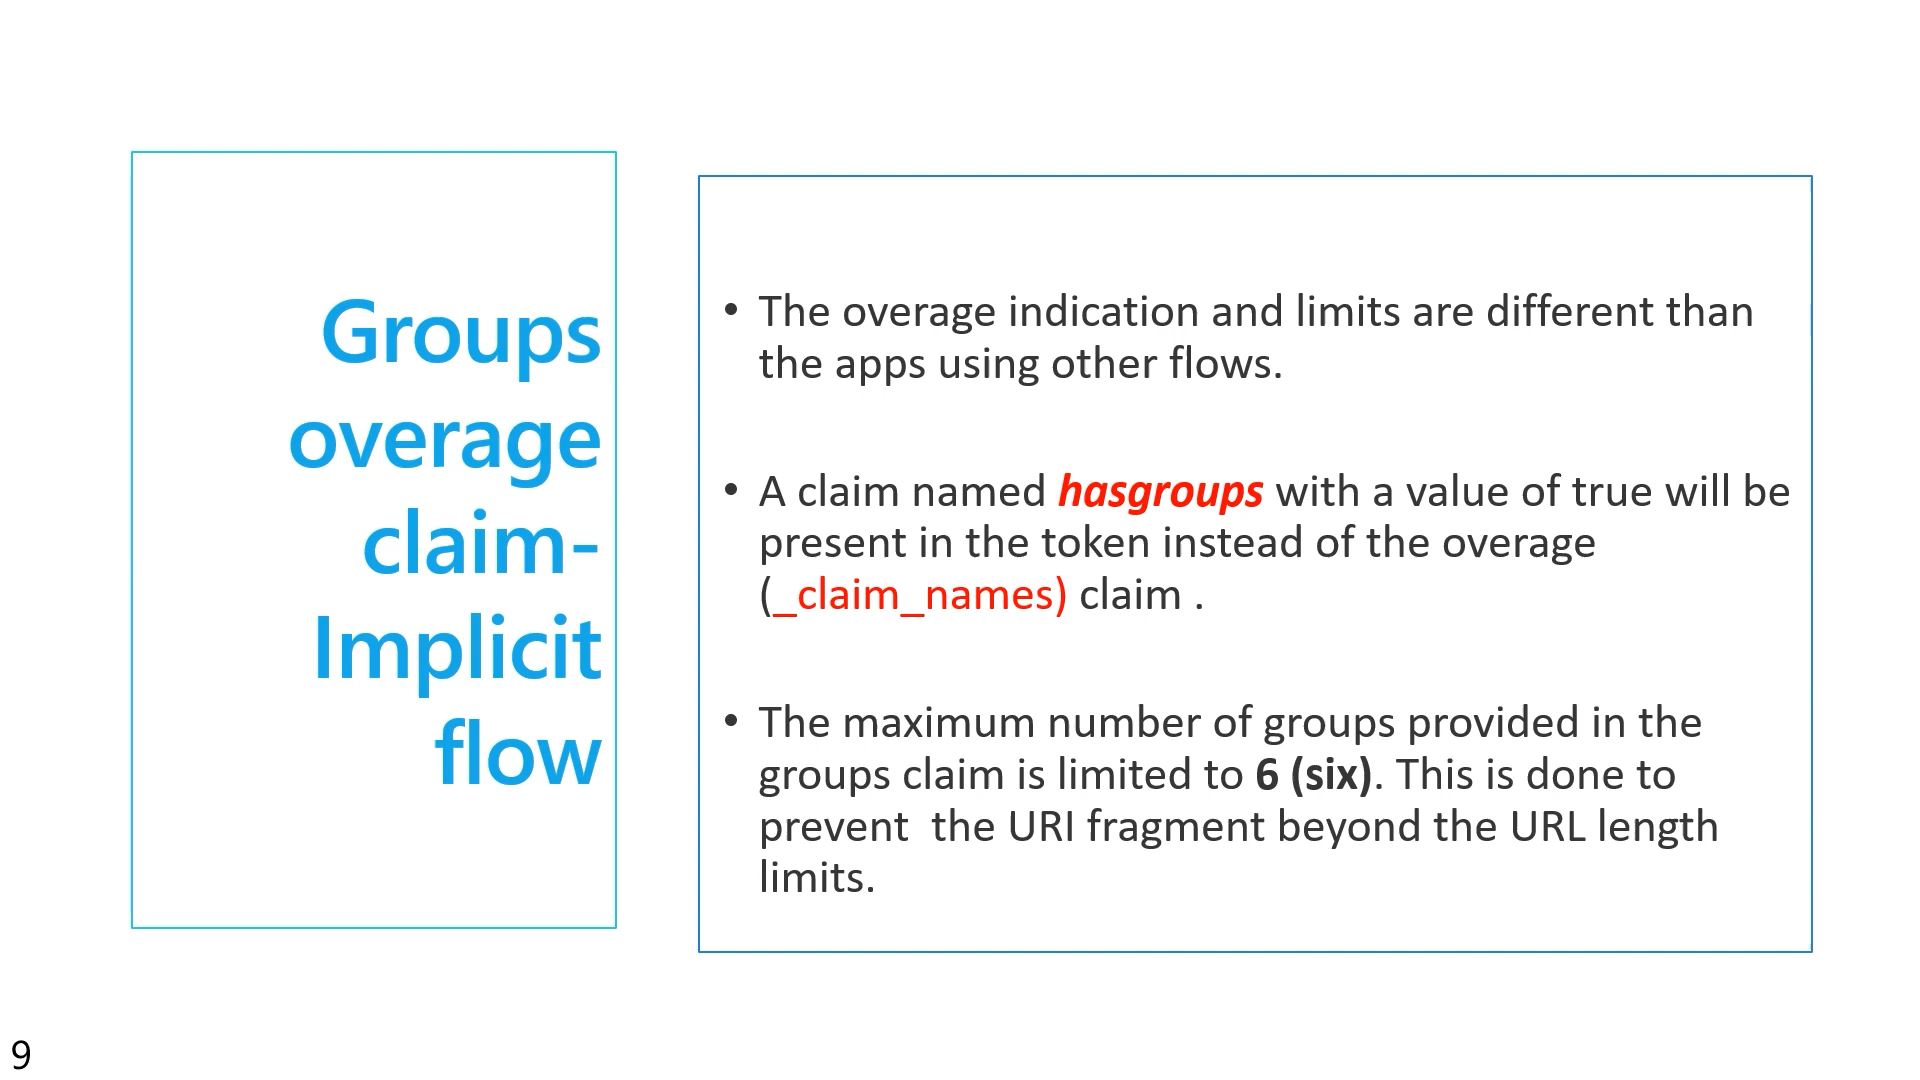 Groups
overage
claim-
Implicit
flow
• The overage indication and limits are different than
the apps using other flows.
• A claim named hasgroups with a value of true will be
present in the token instead of the overage
(_claim_names) claim .
• The maximum number of groups provided in the
groups claim is limited to 6 (six). This is done to
prevent  the URI fragment beyond the URL length
limits.
9